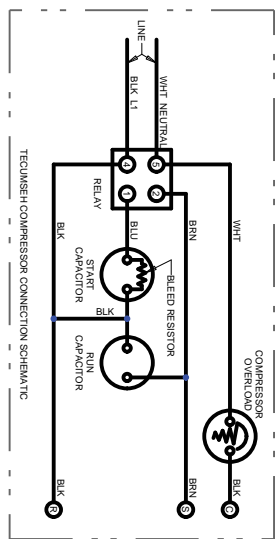 LINE
WHT NEUTRAL
BLK L1
5
4
2
1
RELAY
WHT
BRN
BLU
BLK
START
CAPACITOR
BLEED RESISTOR
BLK
RUN
CAPACITOR
COMPRESSOR
OVERLOAD
BLK
BRN
BLK
C
S
R
TECUMSEH COMPRESSOR CONNECTION SCHEMATIC